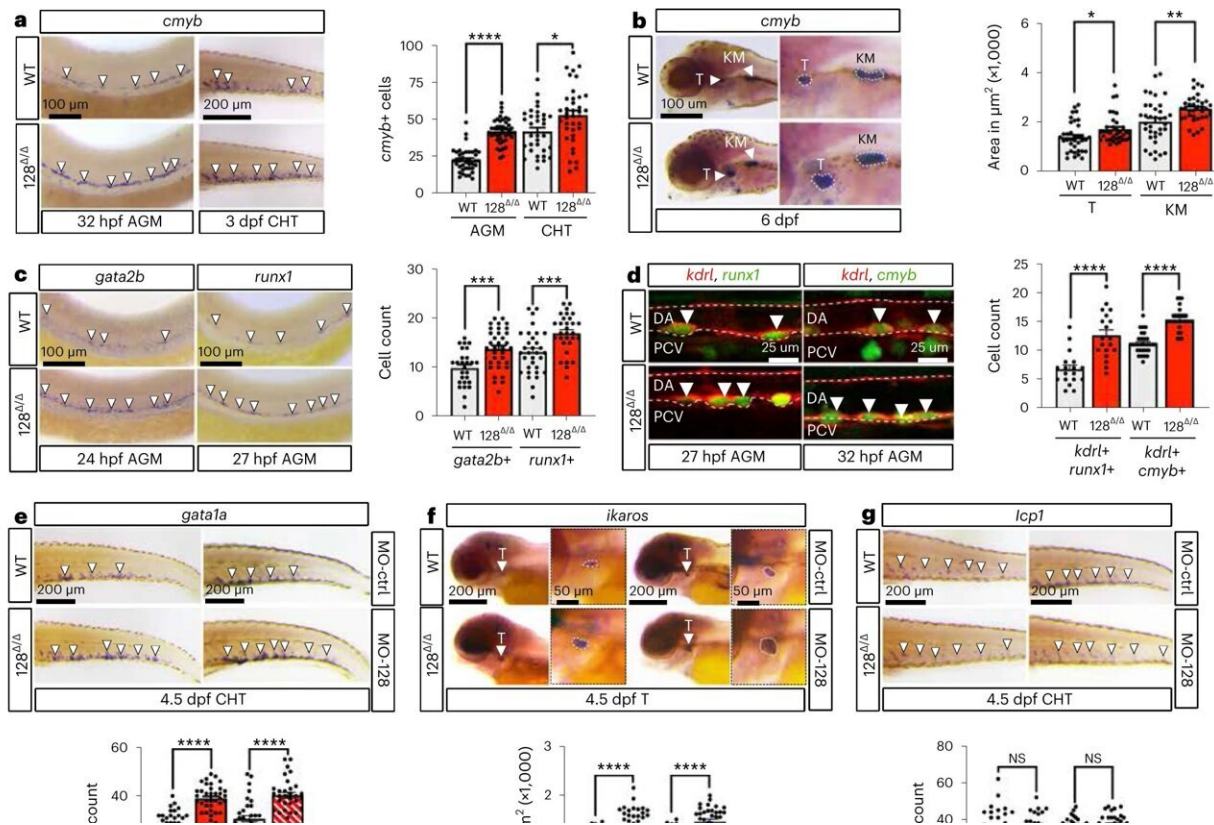 a
cmyb
WT
128Δ/Δ
100 µm
200 µm
32 hpf AGM
3 dpf CHT
cmyb+ cells
100
75
50
25
0
****
*
WT 128Δ/Δ WT 128Δ/Δ
AGM CHT
b
cmyb
WT
128Δ/Δ
KM
T
T
KM
100 um
KM
T
T
KM
6 dpf
Area in µm² (×1,000)
6
4
2
0
*
**
WT 128Δ/Δ WT 128Δ/Δ
T KM
c
gata2b
runx1
WT
128Δ/Δ
100 µm
100 µm
24 hpf AGM
27 hpf AGM
Cell count
30
20
10
0
***
***
WT 128Δ/Δ WT 128Δ/Δ
gata2b+ runx1+
d
kdrl, runx1
kdrl, cmyb
WT
128Δ/Δ
DA
PCV
25 um
DA
PCV
25 um
DA
PCV
DA
PCV
27 hpf AGM
32 hpf AGM
Cell count
25
20
15
10
5
0
****
****
WT 128Δ/Δ WT 128Δ/Δ
kdrl+ kdrl+
runx1+ cmyb+
e
gata1a
WT
128Δ/Δ
200 µm
200 µm
MO-ctrl
MO-128
4.5 dpf CHT
count
60
40
****
****
f
ikaros
WT
128Δ/Δ
T
200 µm
50 µm
T
200 µm
50 µm
T
T
MO-ctrl
MO-128
4.5 dpf T
m² (×1,000)
3
2
****
****
g
lcp1
WT
128Δ/Δ
200 µm
200 µm
MO-ctrl
MO-128
4.5 dpf CHT
count
80
60
40
NS
NS